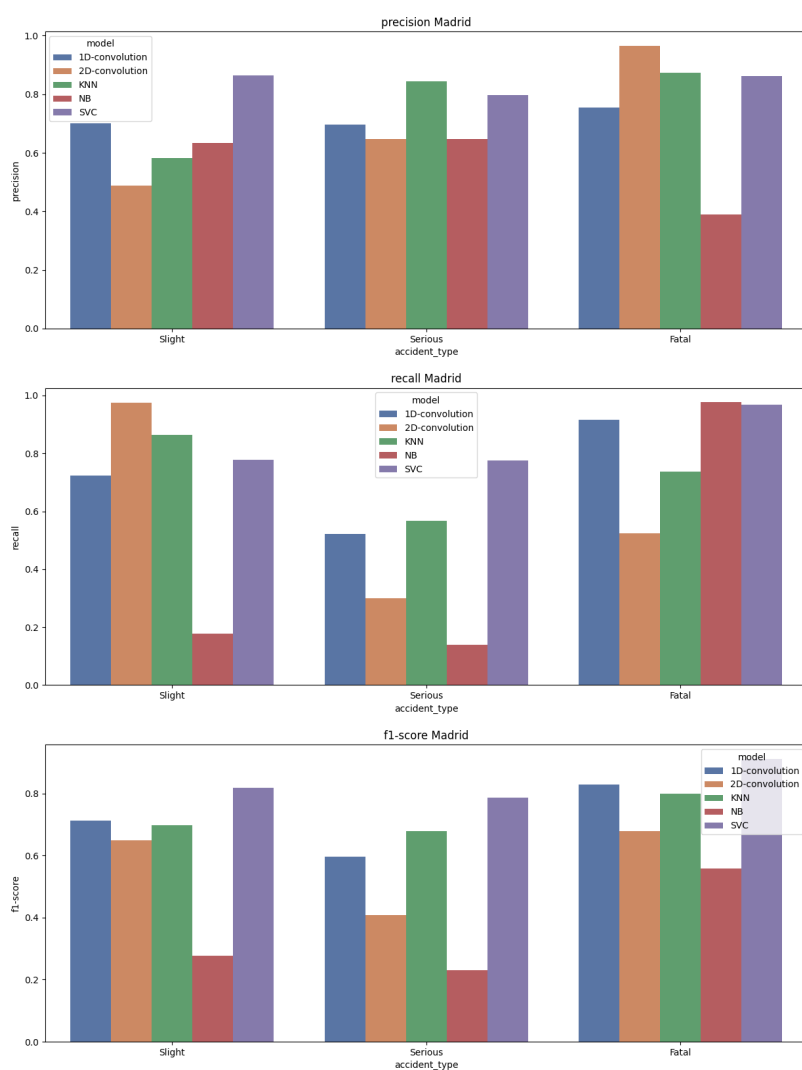 precision Madrid
model
1D-convolution
2D-convolution
KNN
NB
SVC
1.0
0.8
0.6
0.4
0.2
0.0
precision
Slight Serious Fatal
accident_type
recall Madrid
model
1D-convolution
2D-convolution
KNN
NB
SVC
1.0
0.8
0.6
0.4
0.2
0.0
recall
Slight Serious Fatal
accident_type
f1-score Madrid
model
1D-convolution
2D-convolution
KNN
NB
SVC
0.8
0.6
0.4
0.2
0.0
f1-score
Slight Serious Fatal
accident_type